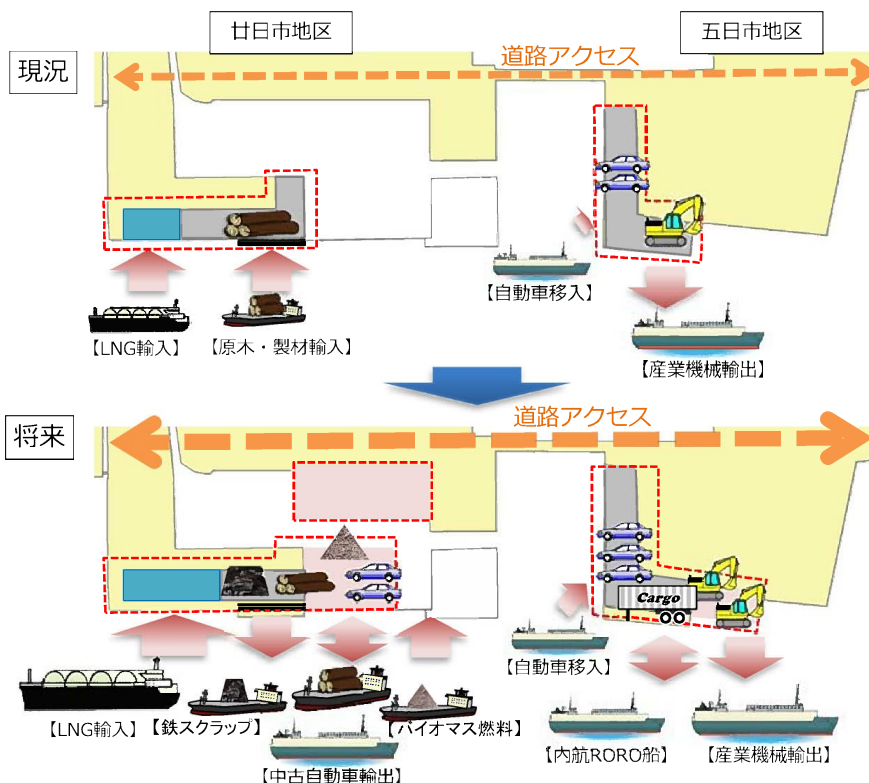 廿日市地区
五日市地区
現況
道路アクセス
【自動車移入】
【LNG輸入】
【原木・製材輸入】
【産業機械輸出】
将来
道路アクセス
Cargo
【自動車移入】
【LNG輸入】
【鉄スクラップ】
【バイオマス燃料】
【内航RORO船】
【産業機械輸出】
【中古自動車輸出】